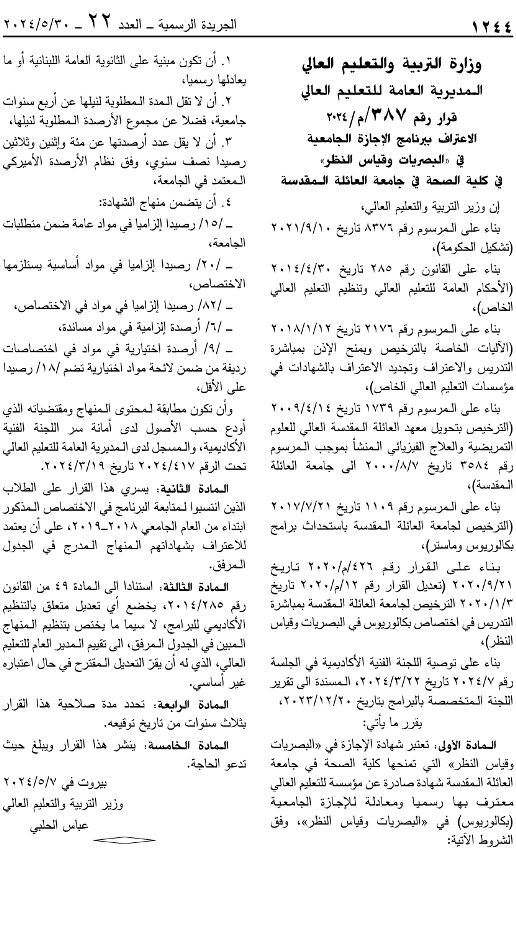 ١٢٤٤
الجريدة الرسمية – العدد ٢٢ – ٢٠٢٤/٥/٣٠
وزارة التربية والتعليم العالي
المديرية العامة للتعليم العالي
قرار رقم ٣٨٧/م/٢٠٢٤
الاعتراف ببرنامج الإجازة الجامعية
في «البصريات وقياس النظر»
في كلية الصحة في جامعة العائلة المقدسة
إن وزير التربية والتعليم العالي،
بناء على المرسوم رقم ٨٣٧٦ تاريخ ٢٠٢١/٩/١٠
(تشكيل الحكومة)،
بناء على القانون رقم ٢٨٥ تاريخ ٢٠١٤/٤/٣٠
(الأحكام العامة للتعليم العالي وتنظيم التعليم العالي
الخاص)،
بناء على المرسوم رقم ٢١٧٦ تاريخ ٢٠١٨/١/١٢
(الآليات الخاصة بالترخيص وبمنح الإذن بمباشرة
التدريس والاعتراف وتجديد الاعتراف بالشهادات في
مؤسسات التعليم العالي الخاص)،
بناء على المرسوم رقم ١٧٣٩ تاريخ ٢٠٠٩/٤/١٤
(الترخيص بتحويل معهد العائلة المقدسة العالي للعلوم
التمريضية والعلاج الفيزيائي المنشأ بموجب المرسوم
رقم ٣٥٨٤ تاريخ ٢٠٠٠/٨/٧ الى جامعة العائلة
المقدسة)،
بناء على المرسوم رقم ١١٠٩ تاريخ ٢٠١٧/٧/٢١
(الترخيص لجامعة العائلة المقدسة باستحداث برامج
بكالوريوس وماستر)،
بناء على القرار رقم ٤٢٦/م/٢٠٢٠ تاريخ
٢٠٢٠/٩/٢١ (تعديل القرار رقم ١٢/م/٢٠٢٠ تاريخ
٢٠٢٠/١/٣ الترخيص لجامعة العائلة المقدسة بمباشرة
التدريس في اختصاص بكالوريوس في البصريات وقياس
النظر)،
بناء على توصية اللجنة الفنية الأكاديمية في الجلسة
رقم ٢٠٢٤/٧ تاريخ ٢٠٢٤/٣/٢٢، المسندة الى تقرير
اللجنة المتخصصة بالبرامج بتاريخ ٢٠٢٣/١٢/٢٠،
يقرر ما يأتي:
المادة الأولى: تعتبر شهادة الإجازة في «البصريات
وقياس النظر» التي تمنحها كلية الصحة في جامعة
العائلة المقدسة شهادة صادرة عن مؤسسة للتعليم العالي
معترف بها رسميا ومعادلة للإجازة الجامعية
(بكالوريوس) في «البصريات وقياس النظر»، وفق
الشروط الآتية:
١. أن تكون مبنية على الثانوية العامة اللبنانية أو ما
يعادلها رسميا،
٢. أن لا تقل المدة المطلوبة لنيلها عن أربع سنوات
جامعية، فضلا عن مجموع الأرصدة المطلوبة لنيلها،
٣. أن لا يقل عدد أرصدتها عن مئة وإثنين وثلاثين
رصيدا نصف سنوي، وفق نظام الأرصدة الأميركي
المعتمد في الجامعة،
٤. أن يتضمن منهاج الشهادة:
– /١٥/ رصيدا إلزاميا في مواد عامة ضمن متطلبات
الجامعة،
– /٢٠/ رصيدا إلزاميا في مواد أساسية يستلزمها
الاختصاص،
– /٨٢/ رصيدا إلزاميا في مواد في الاختصاص،
– /٦/ أرصدة إلزامية في مواد مساندة،
– /٩/ أرصدة اختيارية في مواد في اختصاصات
رديفة من ضمن لائحة مواد اختيارية تضم /١٨/ رصيدا
على الأقل،
وأن تكون مطابقة لمحتوى المنهاج ومقتضياته الذي
أودع حسب الأصول لدى أمانة سر اللجنة الفنية
الأكاديمية، والمسجل لدى المديرية العامة للتعليم العالي
تحت الرقم ٢٠٢٤/٤١٧ تاريخ ٢٠٢٤/٣/١٩.
المادة الثانية: يسري هذا القرار على الطلاب
الذين انتسبوا لمتابعة البرنامج في الاختصاص المذكور
ابتداء من العام الجامعي ٢٠١٨–٢٠١٩، على أن يعتمد
للاعتراف بشهاداتهم المنهاج المدرج في الجدول
المرفق.
المادة الثالثة: استنادا الى المادة ٤٩ من القانون
رقم ٢٠١٤/٢٨٥، يخضع أي تعديل متعلق بالتنظيم
الأكاديمي للبرامج، لا سيما ما يختص بتنظيم المنهاج
المبين في الجدول المرفق، الى تقييم المدير العام للتعليم
العالي، الذي له أن يقرّ التعديل المقترح في حال اعتباره
غير أساسي.
المادة الرابعة: تحدد مدة صلاحية هذا القرار
بثلاث سنوات من تاريخ توقيعه.
المادة الخامسة: ينشر هذا القرار ويبلغ حيث
تدعو الحاجة.
بيروت في ٢٠٢٤/٥/٧
وزير التربية والتعليم العالي
عباس الحلبي